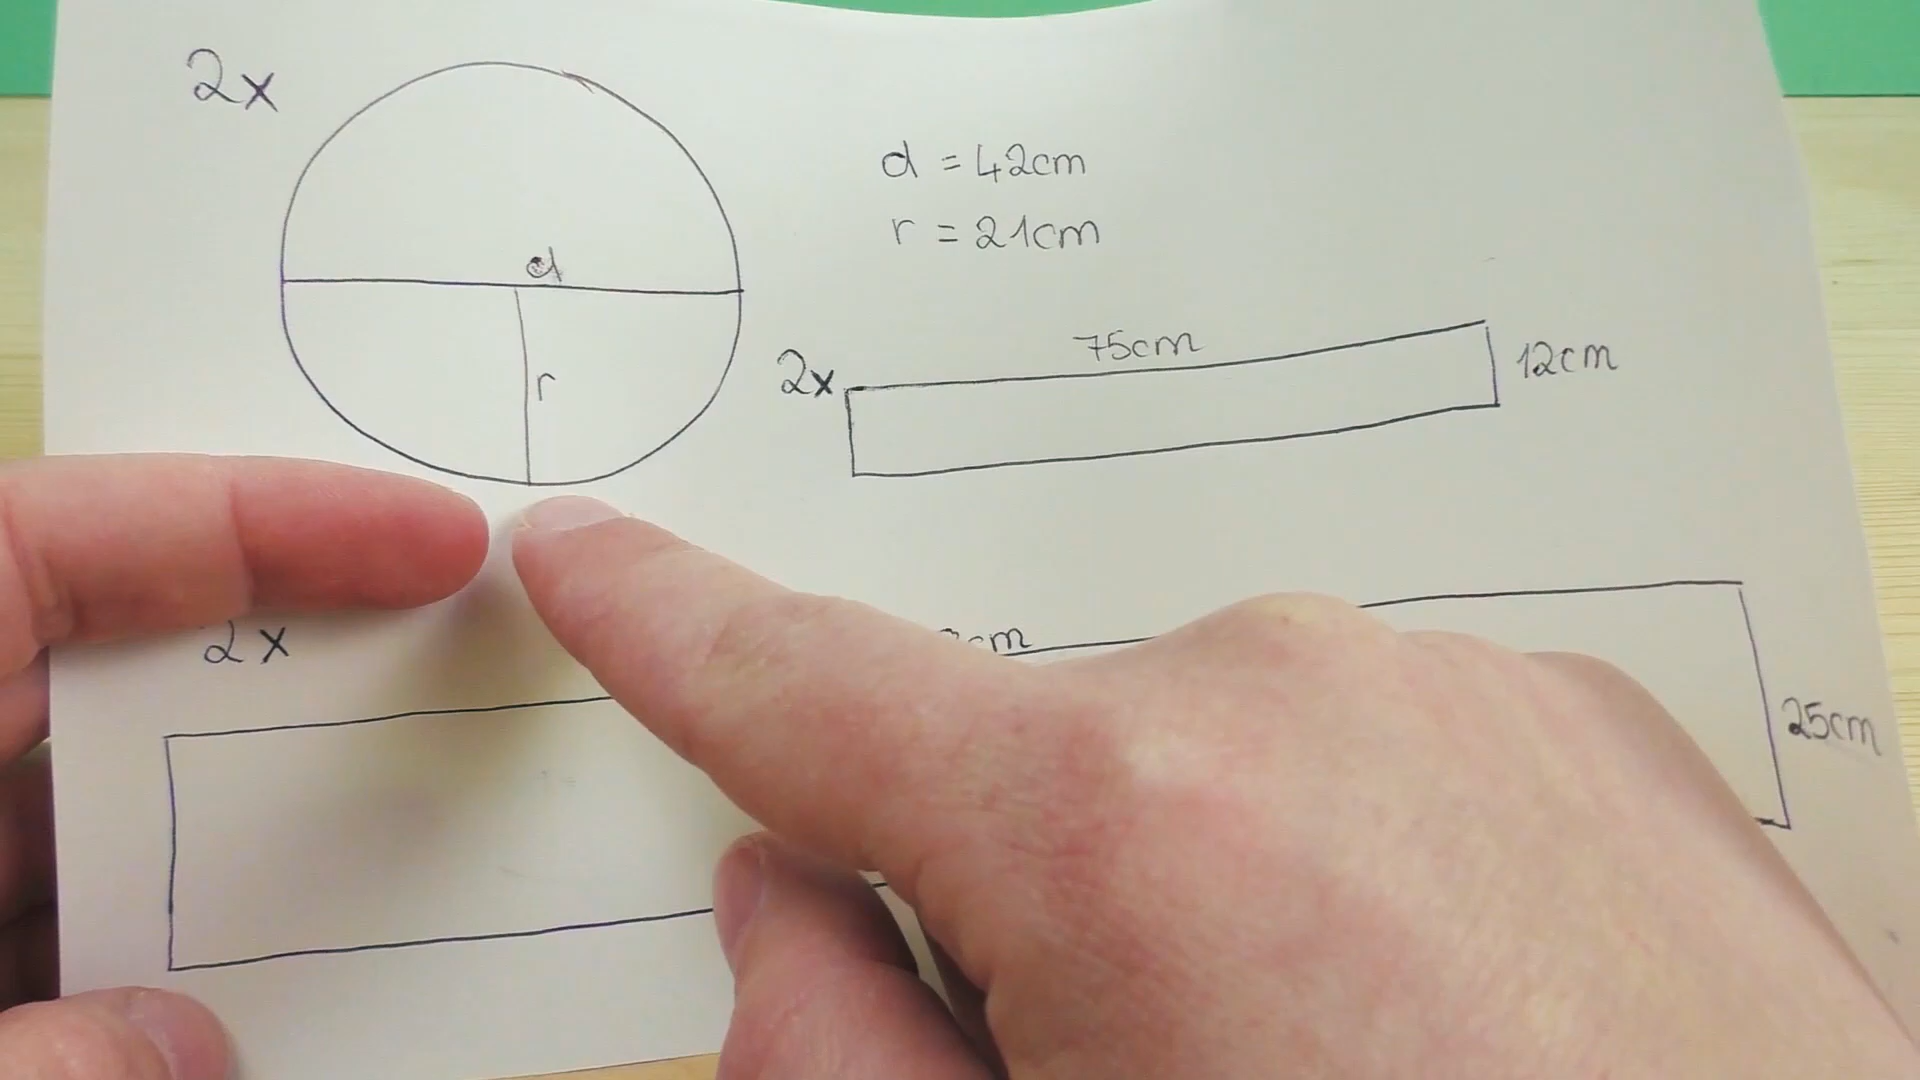 2x
d = 42cm
r = 21cm
d
r
75cm
2x
12cm
2x
25cm